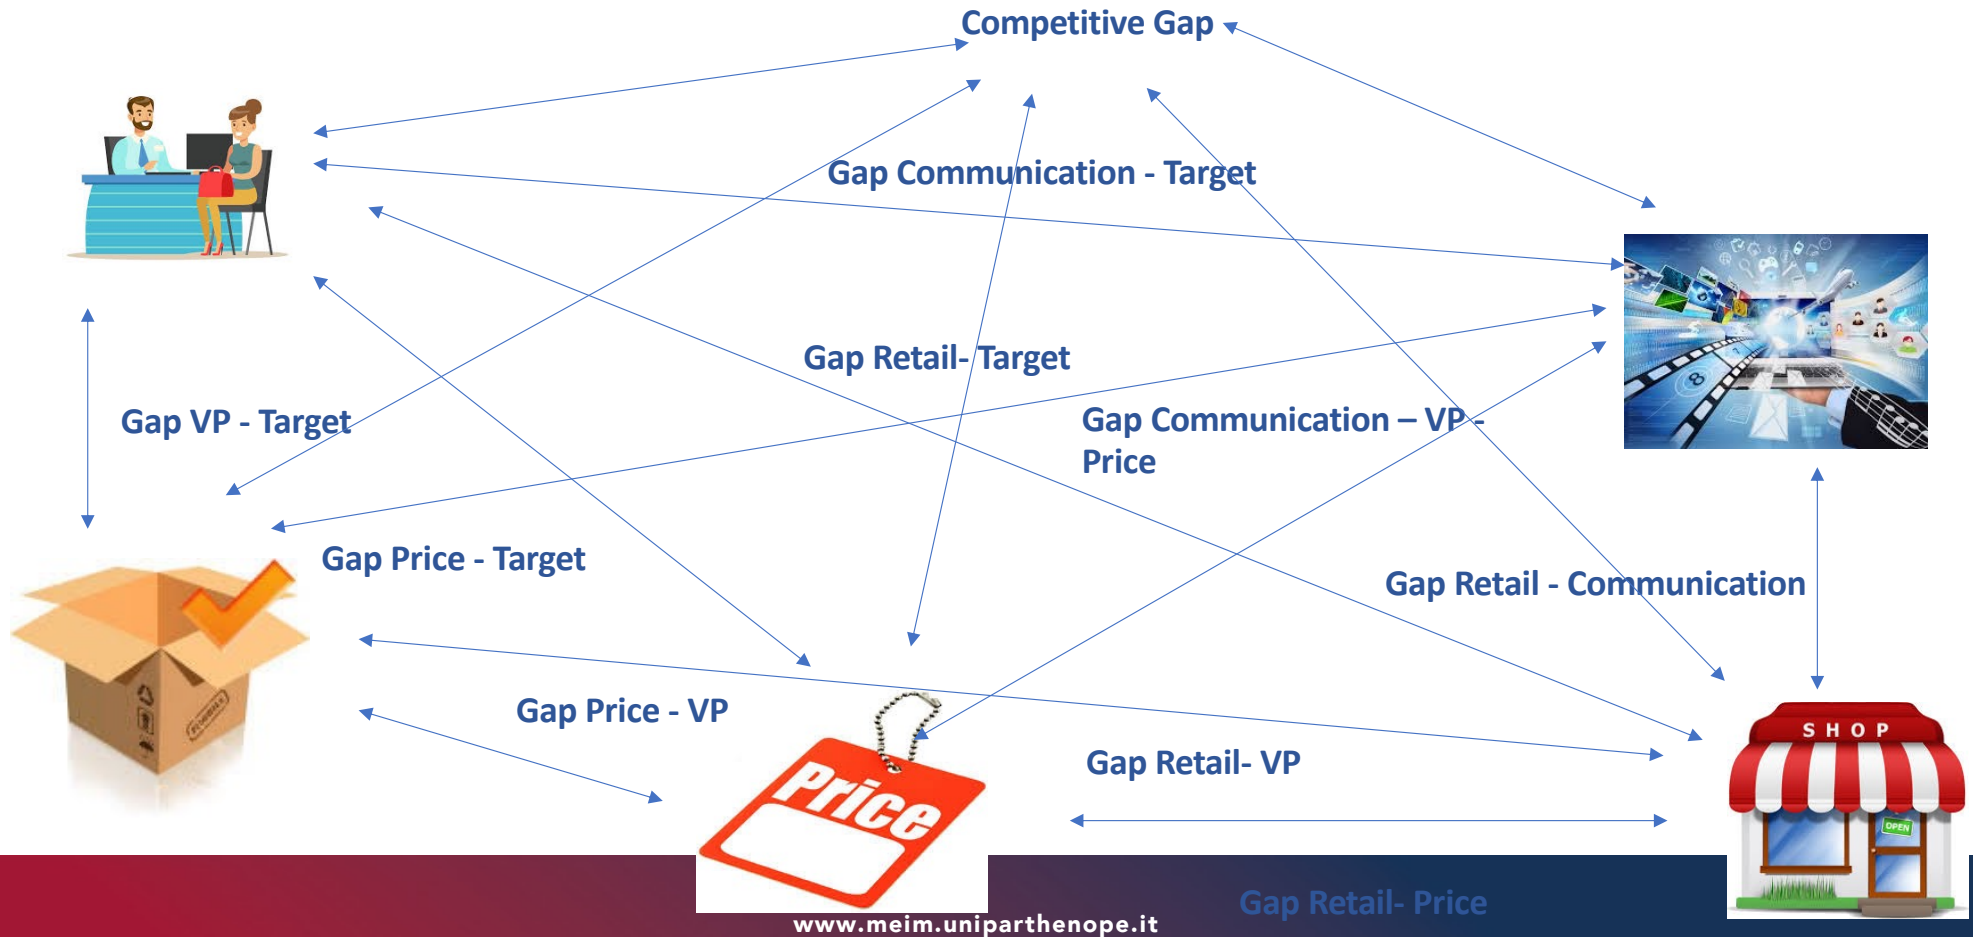 Competitive Gap
Gap Communication - Target
Gap Retail- Target
Gap VP - Target
Gap Communication – VP -
Price
Gap Price - Target
Gap Retail - Communication
Gap Price - VP
SHOP
Gap Retail- VP
Price
OPEN
Gap Retail- Price
www.meim.uniparthenope.it